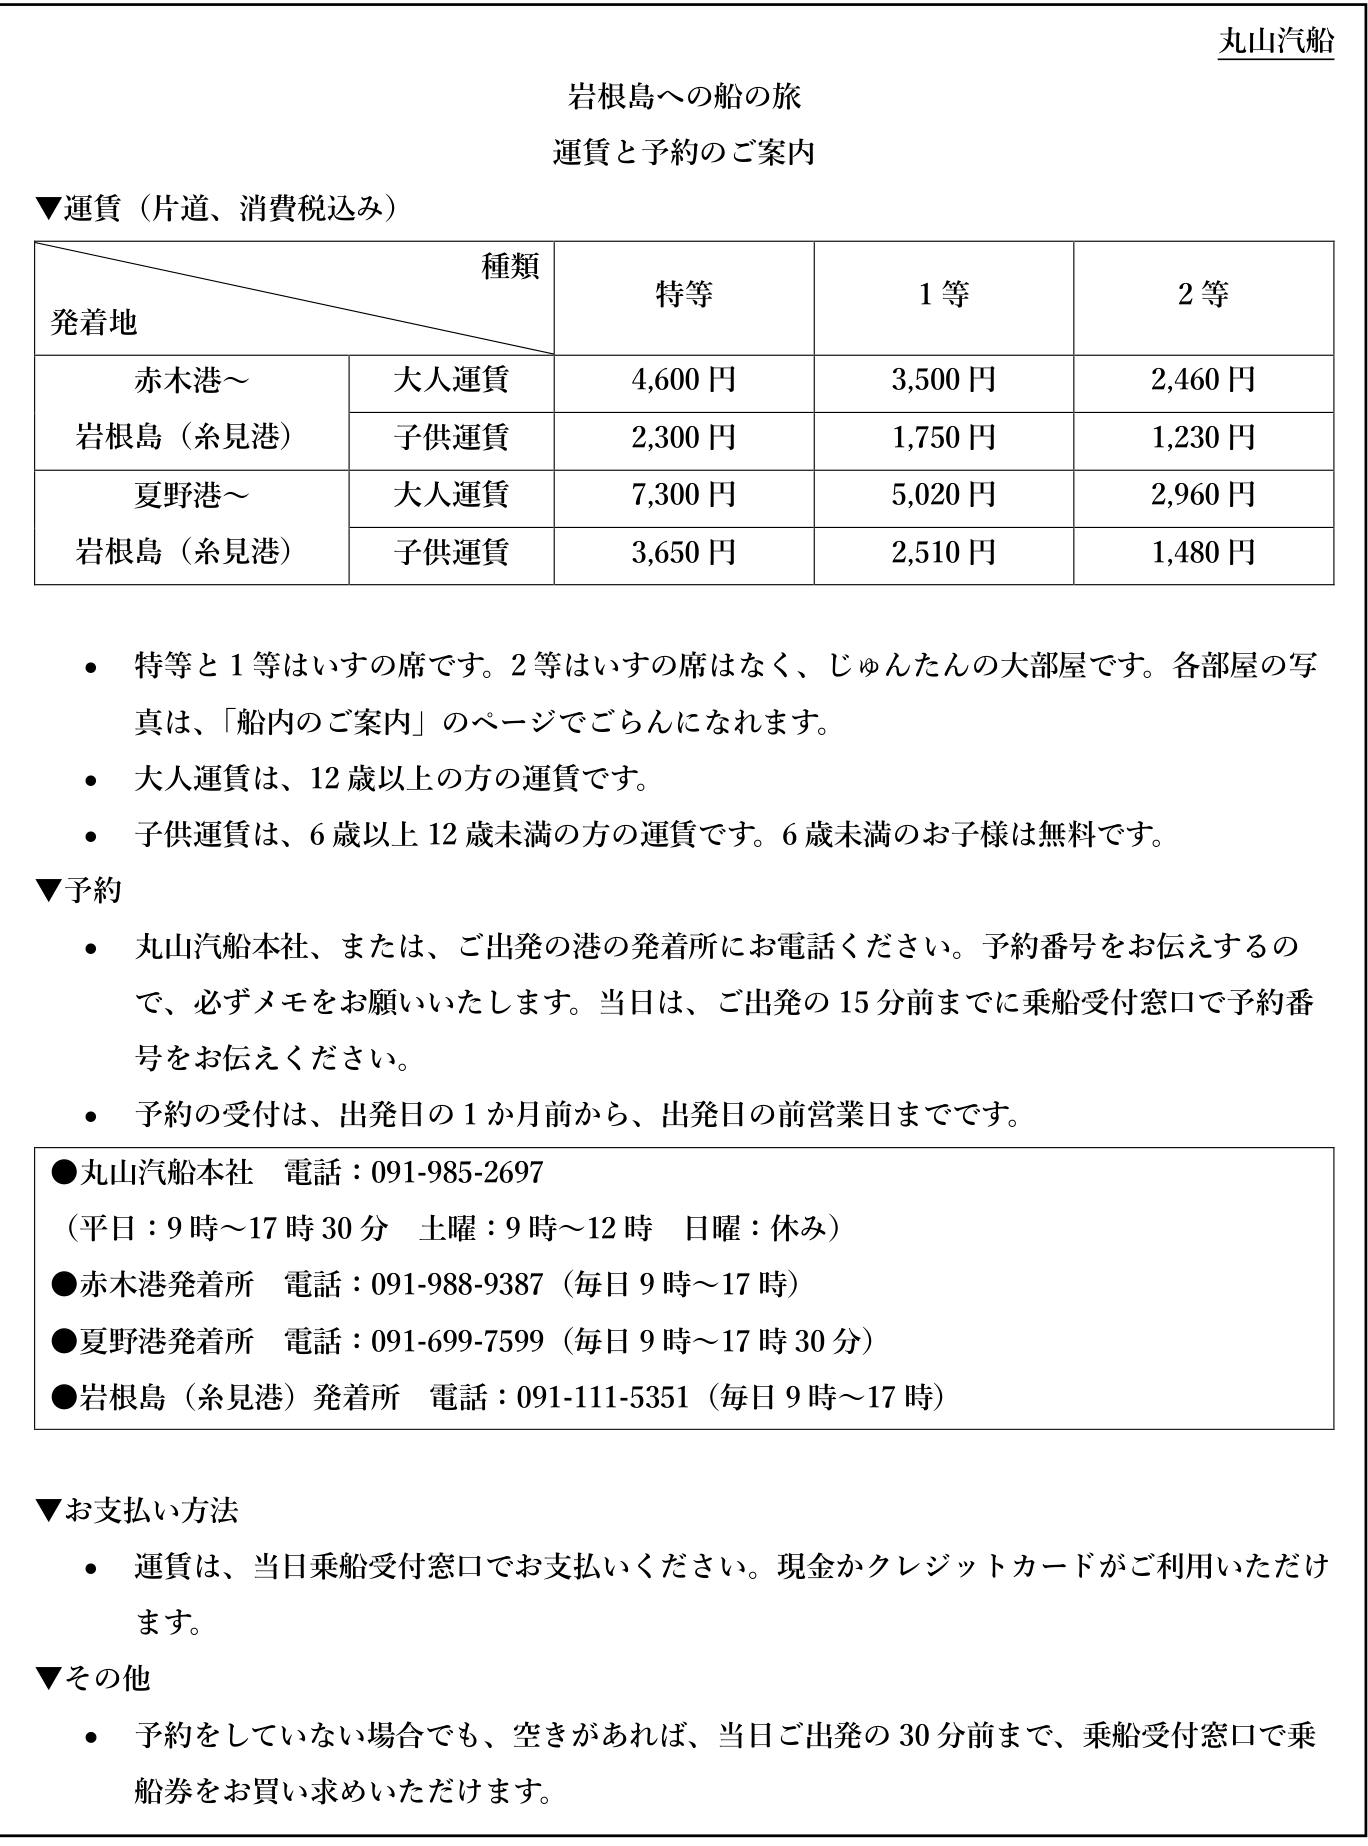 丸山汽船
岩根島への船の旅
運賃と予約のご案内
▼運賃（片道、消費税込み）
種類
発着地
特等
1等
2等
赤木港～
岩根島（糸見港）
大人運賃
4,600円
3,500円
2,460円
子供運賃
2,300円
1,750円
1,230円
夏野港～
岩根島（糸見港）
大人運賃
7,300円
5,020円
2,960円
子供運賃
3,650円
2,510円
1,480円
• 特等と1等はいすの席です。2等はいすの席はなく、じゅんたんの大部屋です。各部屋の写
真は、「船内のご案内」のページでごらんになれます。
• 大人運賃は、12歳以上の方の運賃です。
• 子供運賃は、6歳以上12歳未満の方の運賃です。6歳未満のお子様は無料です。
▼予約
• 丸山汽船本社、または、ご出発の港の発着所にお電話ください。予約番号をお伝えするの
で、必ずメモをお願いいたします。当日は、ご出発の15分前までに乗船受付窓口で予約番
号をお伝えください。
• 予約の受付は、出発日の1か月前から、出発日の前営業日までです。
●丸山汽船本社　電話：091-985-2697
（平日：9時～17時30分　土曜：9時～12時　日曜：休み）
●赤木港発着所　電話：091-988-9387（毎日9時～17時）
●夏野港発着所　電話：091-699-7599（毎日9時～17時30分）
●岩根島（糸見港）発着所　電話：091-111-5351（毎日9時～17時）
▼お支払い方法
• 運賃は、当日乗船受付窓口でお支払いください。現金かクレジットカードがご利用いただけ
ます。
▼その他
• 予約をしていない場合でも、空きがあれば、当日ご出発の30分前まで、乗船受付窓口で乗
船券をお買い求めいただけます。